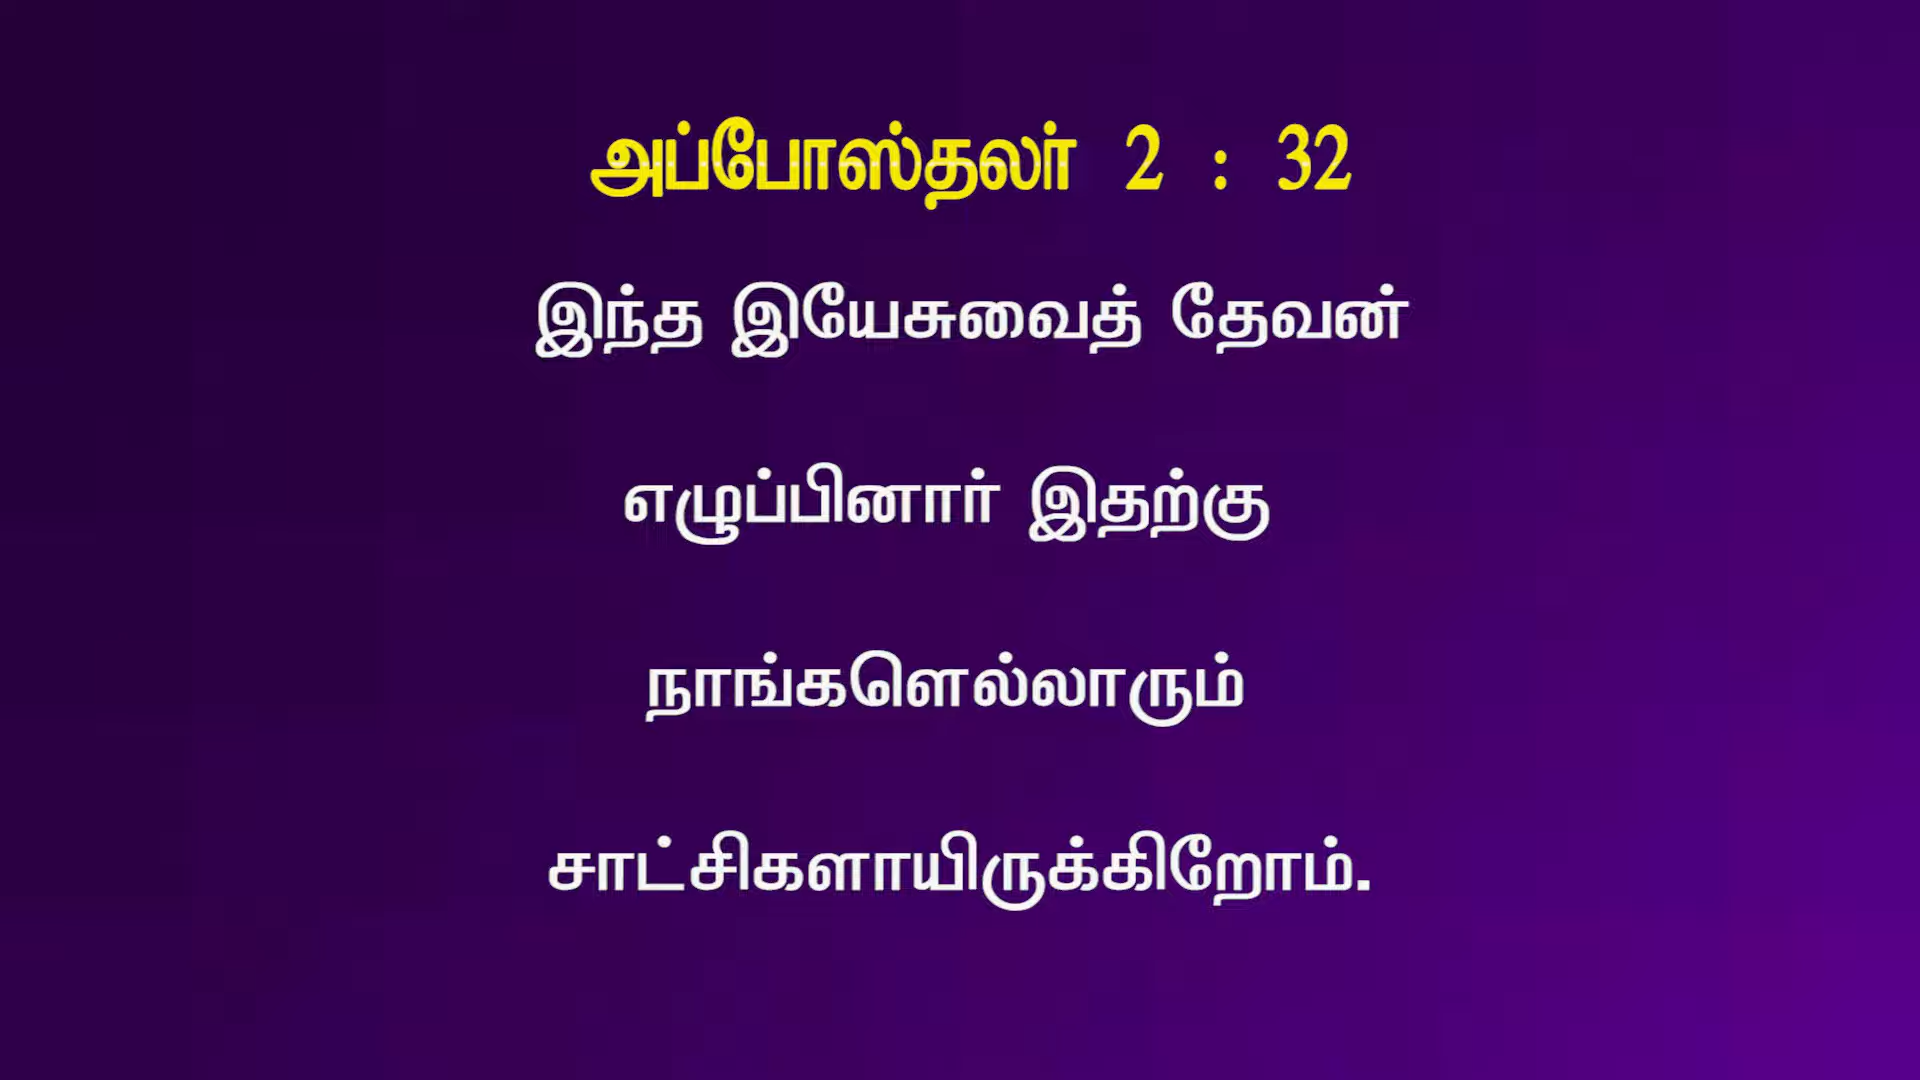 அப்போஸ்தலர் 2 : 32
இந்த இயேசுவைத் தேவன்
எழுப்பினார் இதற்கு
நாங்களெல்லாரும்
சாட்சிகளாயிருக்கிறோம்.